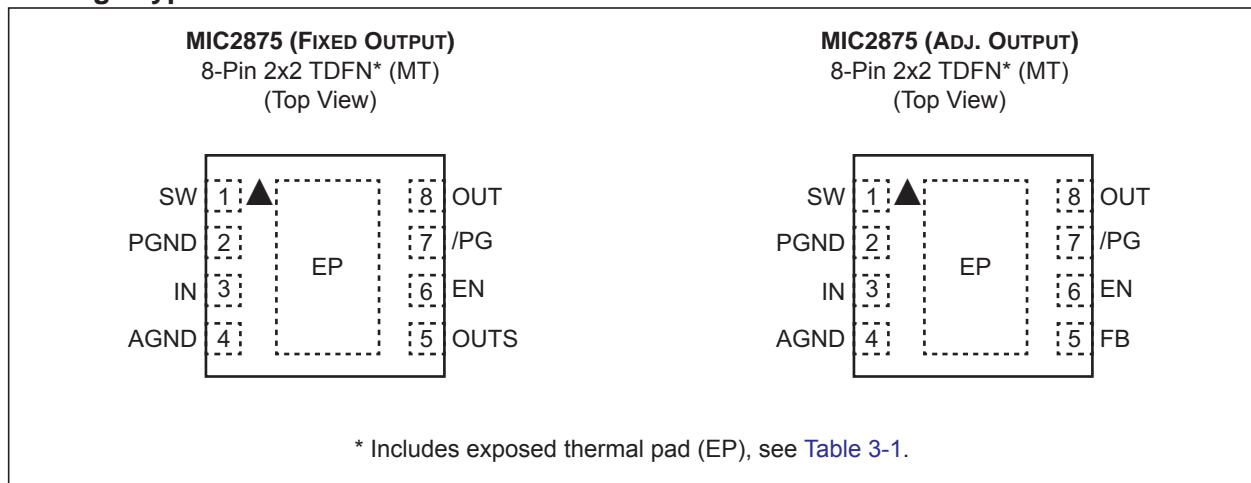 MIC2875 (FIXED OUTPUT)
8-Pin 2x2 TDFN* (MT)
(Top View)
SW 1 8 OUT
PGND 2 7 /PG
EP
IN 3 6 EN
AGND 4 5 OUTS
MIC2875 (ADJ. OUTPUT)
8-Pin 2x2 TDFN* (MT)
(Top View)
SW 1 8 OUT
PGND 2 7 /PG
EP
IN 3 6 EN
AGND 4 5 FB
* Includes exposed thermal pad (EP), see Table 3-1.